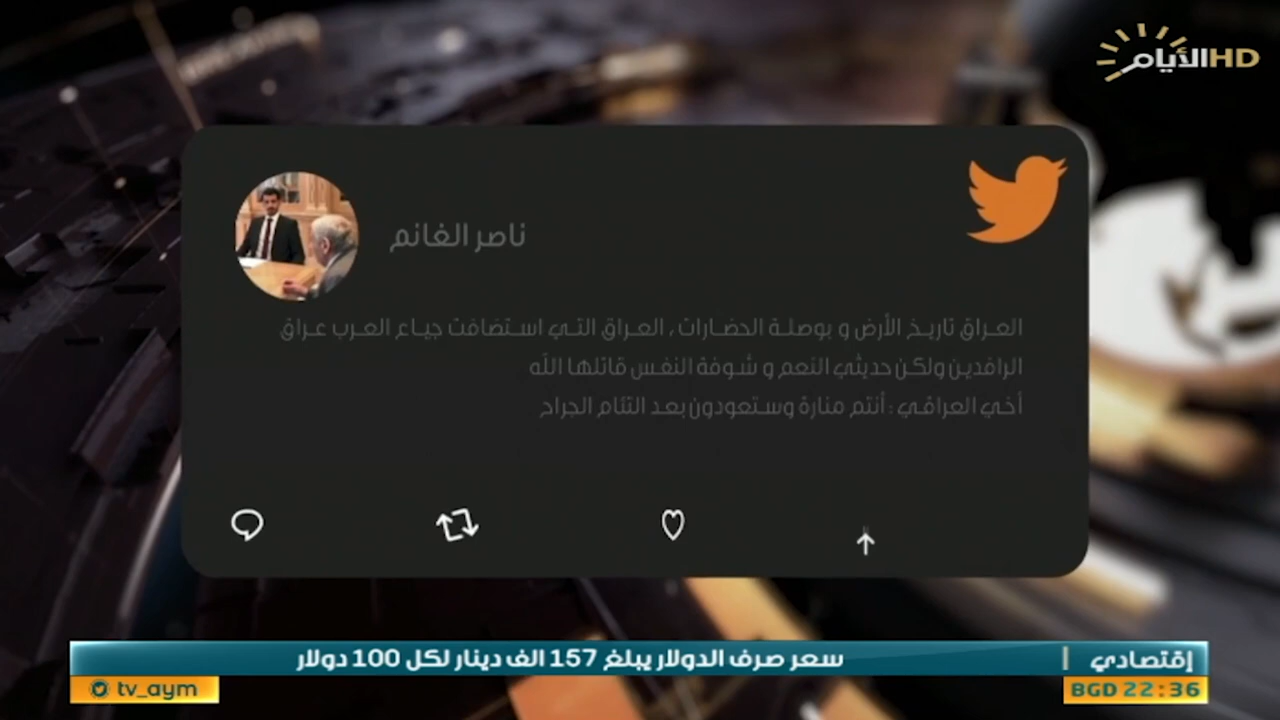 الأيام HD
ناصر الغانم
العراق تاريخ الأرض و بوصلة الحضارات ، العراق التي استضافت جياع العرب عراق
الرافدين ولكن حديثي النعم و شوفة النفس قاتلها الله
أخي العراقي : أنتم منارة وستعودون بعد التئام الجراح
إقتصادي | سعر صرف الدولار يبلغ 157 الف دينار لكل 100 دولار
BGD 22:36
tv_aym